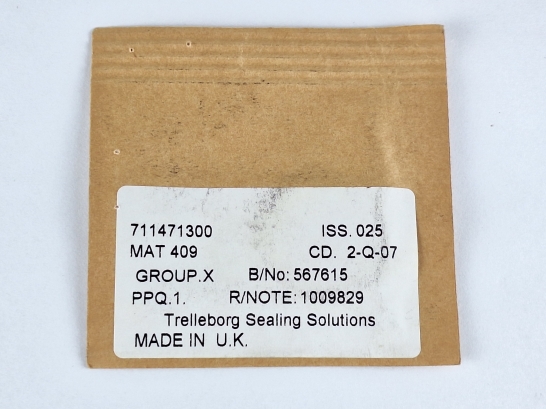 711471300 ISS. 025
MAT 409 CD. 2-Q-07
GROUP.X B/No: 567615
PPQ.1. R/NOTE: 1009829
Trelleborg Sealing Solutions
MADE IN U.K.